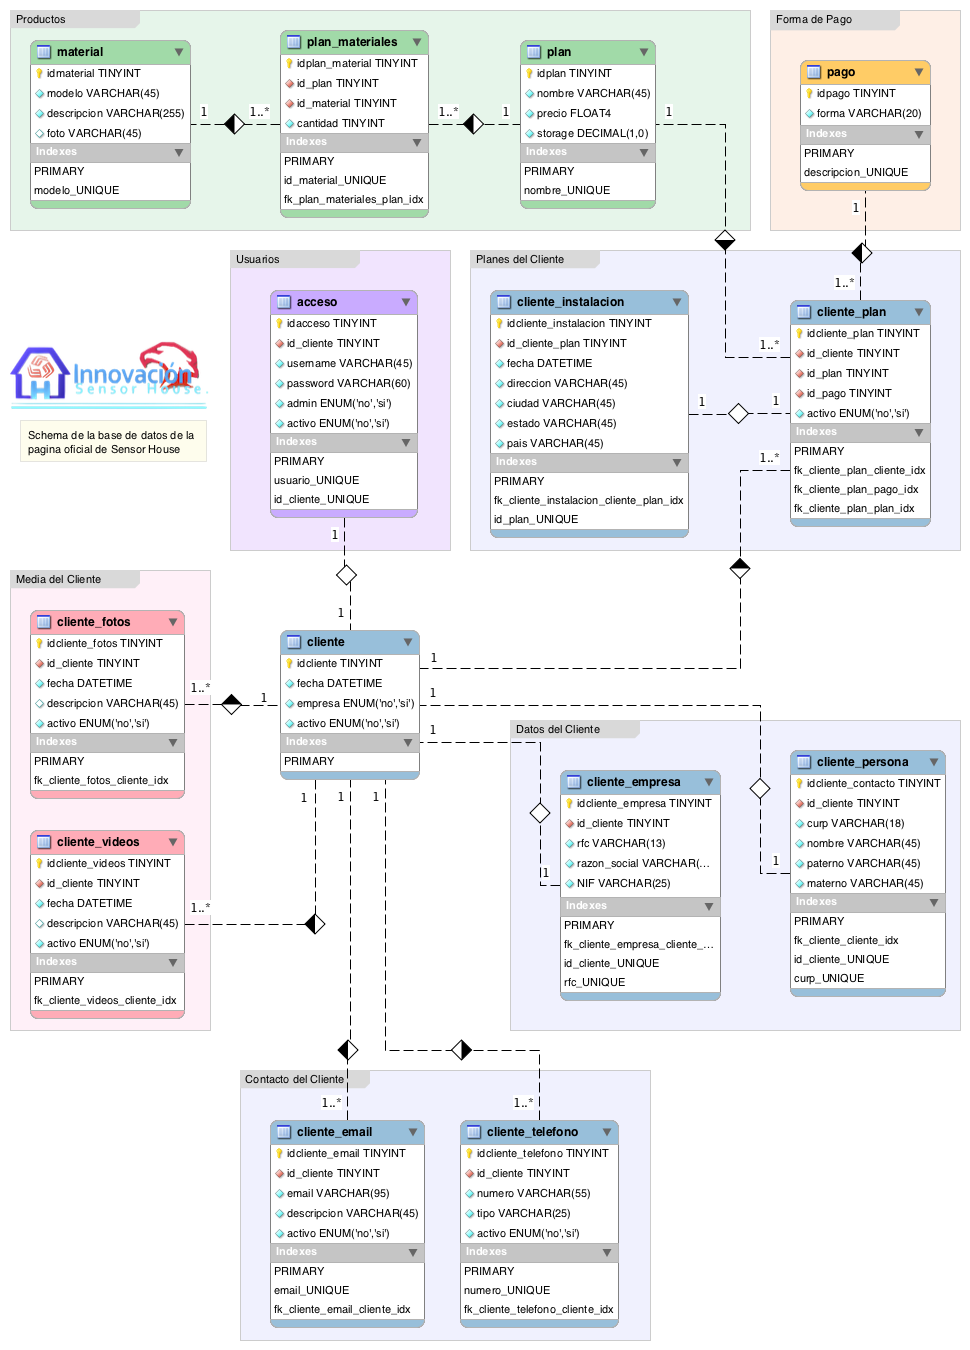 Productos
material
idmaterial TINYINT
modelo VARCHAR(45)
descripcion VARCHAR(255)
foto VARCHAR(45)
Indexes
PRIMARY
modelo_UNIQUE
1
1..*
plan_materiales
idplan_material TINYINT
id_plan TINYINT
id_material TINYINT
cantidad TINYINT
Indexes
PRIMARY
id_material_UNIQUE
fk_plan_materiales_plan_idx
1..*
1
plan
idplan TINYINT
nombre VARCHAR(45)
precio FLOAT4
storage DECIMAL(1,0)
Indexes
PRIMARY
nombre_UNIQUE
1
Forma de Pago
pago
idpago TINYINT
forma VARCHAR(20)
Indexes
PRIMARY
descripcion_UNIQUE
1
1..*
Usuarios
acceso
idacceso TINYINT
id_cliente TINYINT
username VARCHAR(45)
password VARCHAR(60)
admin ENUM('no','si')
activo ENUM('no','si')
Indexes
PRIMARY
usuario_UNIQUE
id_cliente_UNIQUE
1
1
Planes del Cliente
cliente_instalacion
idcliente_instalacion TINYINT
id_cliente_plan TINYINT
fecha DATETIME
direccion VARCHAR(45)
ciudad VARCHAR(45)
estado VARCHAR(45)
pais VARCHAR(45)
Indexes
PRIMARY
fk_cliente_instalacion_cliente_plan_idx
id_plan_UNIQUE
1
1
1..*
1..*
cliente_plan
idcliente_plan TINYINT
id_cliente TINYINT
id_plan TINYINT
id_pago TINYINT
activo ENUM('no','si')
Indexes
PRIMARY
fk_cliente_plan_cliente_idx
fk_cliente_plan_pago_idx
fk_cliente_plan_plan_idx
Innovación
Sensor House.
Schema de la base de datos de la
pagina oficial de Sensor House
Media del Cliente
cliente_fotos
idcliente_fotos TINYINT
id_cliente TINYINT
fecha DATETIME
descripcion VARCHAR(45)
activo ENUM('no','si')
Indexes
PRIMARY
fk_cliente_fotos_cliente_idx
1..*
1
cliente_videos
idcliente_videos TINYINT
id_cliente TINYINT
fecha DATETIME
descripcion VARCHAR(45)
activo ENUM('no','si')
Indexes
PRIMARY
fk_cliente_videos_cliente_idx
1..*
cliente
idcliente TINYINT
fecha DATETIME
empresa ENUM('no','si')
activo ENUM('no','si')
Indexes
PRIMARY
1
1
1
1
1
1
Datos del Cliente
cliente_empresa
idcliente_empresa TINYINT
id_cliente TINYINT
rfc VARCHAR(13)
razon_social VARCHAR(...
NIF VARCHAR(25)
Indexes
PRIMARY
fk_cliente_empresa_cliente_...
id_cliente_UNIQUE
rfc_UNIQUE
1
1
cliente_persona
idcliente_contacto TINYINT
id_cliente TINYINT
curp VARCHAR(18)
nombre VARCHAR(45)
paterno VARCHAR(45)
materno VARCHAR(45)
Indexes
PRIMARY
fk_cliente_cliente_idx
id_cliente_UNIQUE
curp_UNIQUE
Contacto del Cliente
1..*
cliente_email
idcliente_email TINYINT
id_cliente TINYINT
email VARCHAR(95)
descripcion VARCHAR(45)
activo ENUM('no','si')
Indexes
PRIMARY
email_UNIQUE
fk_cliente_email_cliente_idx
1..*
cliente_telefono
idcliente_telefono TINYINT
id_cliente TINYINT
numero VARCHAR(55)
tipo VARCHAR(25)
activo ENUM('no','si')
Indexes
PRIMARY
numero_UNIQUE
fk_cliente_telefono_cliente_idx